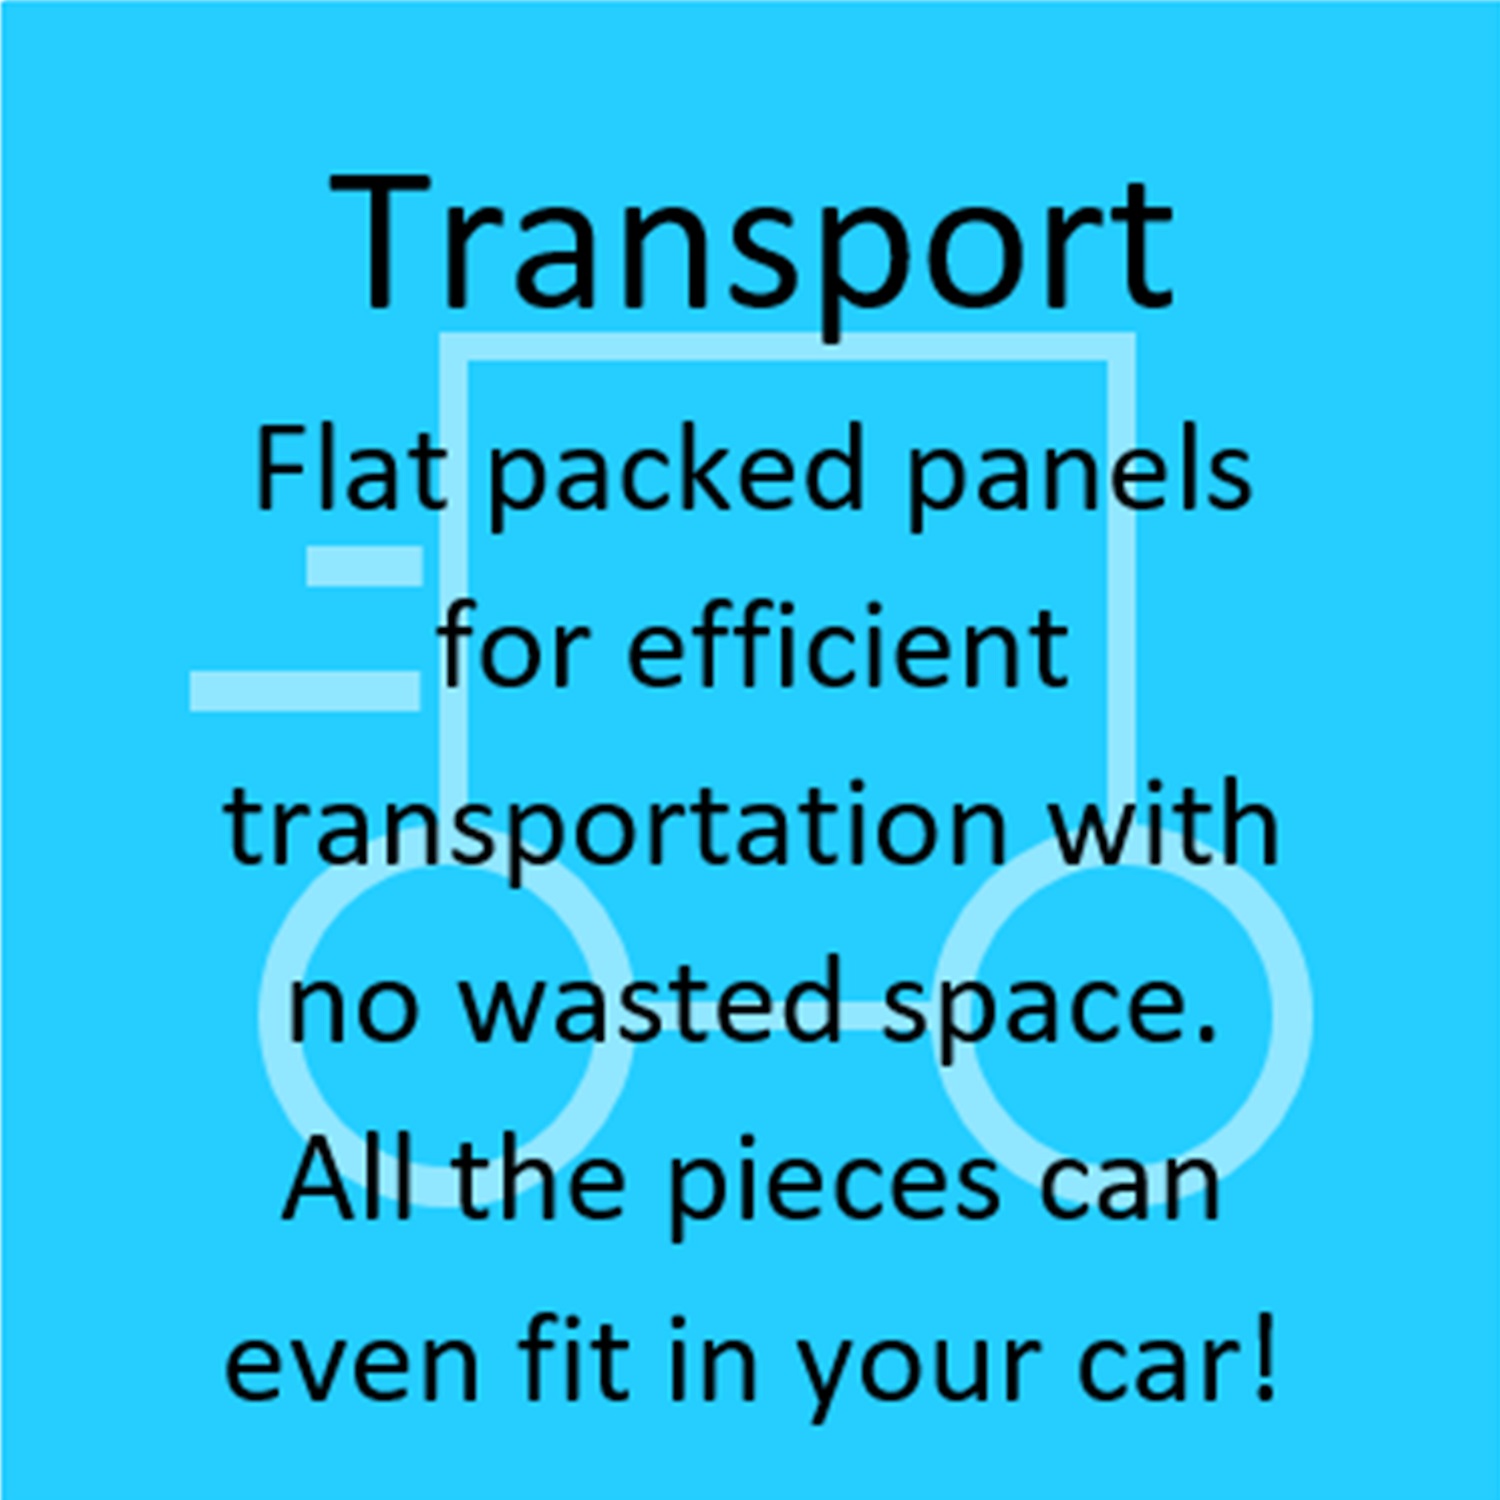 Transport
Flat packed panels
for efficient
transportation with
no wasted space.
All the pieces can
even fit in your car!